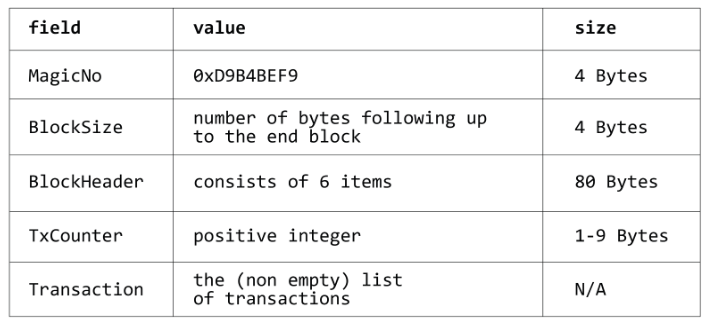 field value size
MagicNo 0xD9B4BEF9 4 Bytes
BlockSize number of bytes following up 4 Bytes
to the end block
BlockHeader consists of 6 items 80 Bytes
TxCounter positive integer 1-9 Bytes
Transaction the (non empty) list N/A
of transactions